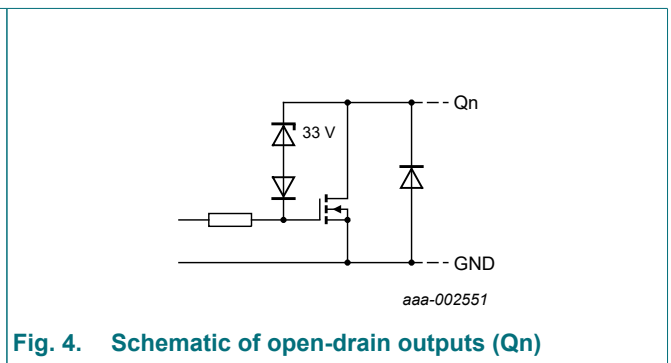 Qn
33 V
GND
aaa-002551
Fig. 4. Schematic of open-drain outputs (Qn)